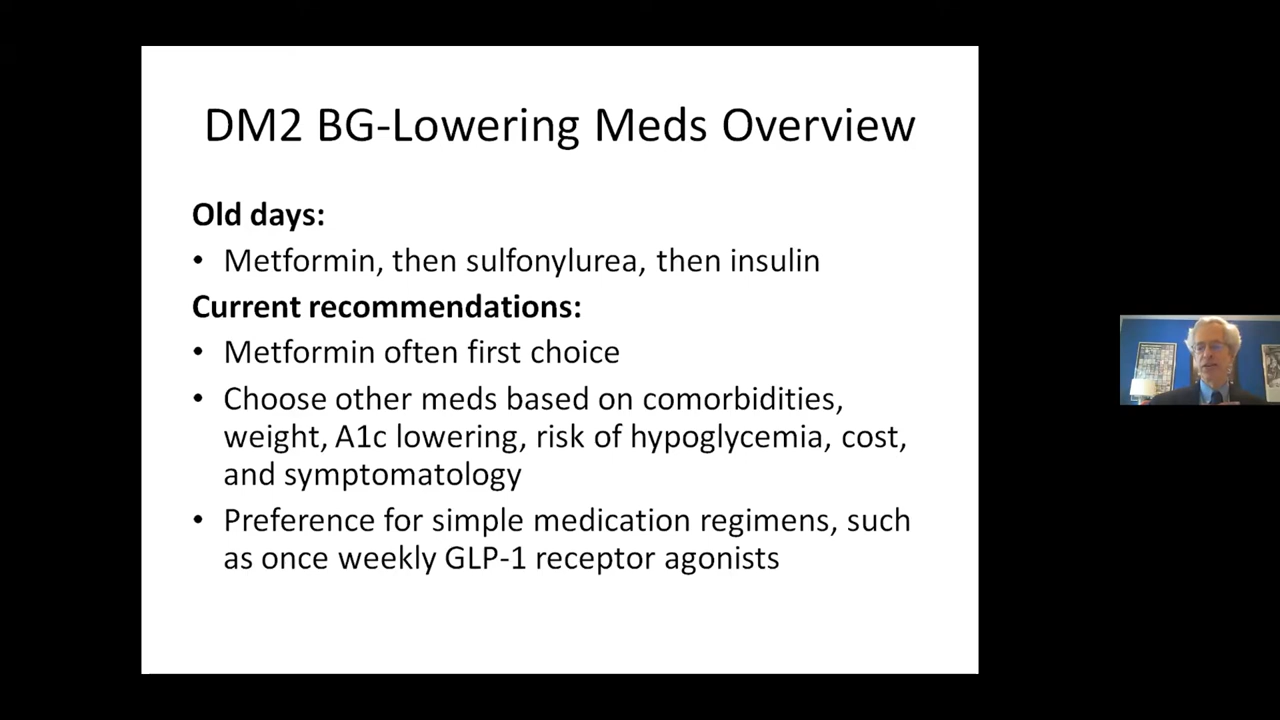 DM2 BG-Lowering Meds Overview
Old days:
• Metformin, then sulfonylurea, then insulin
Current recommendations:
• Metformin often first choice
• Choose other meds based on comorbidities,
weight, A1c lowering, risk of hypoglycemia, cost,
and symptomatology
• Preference for simple medication regimens, such
as once weekly GLP-1 receptor agonists